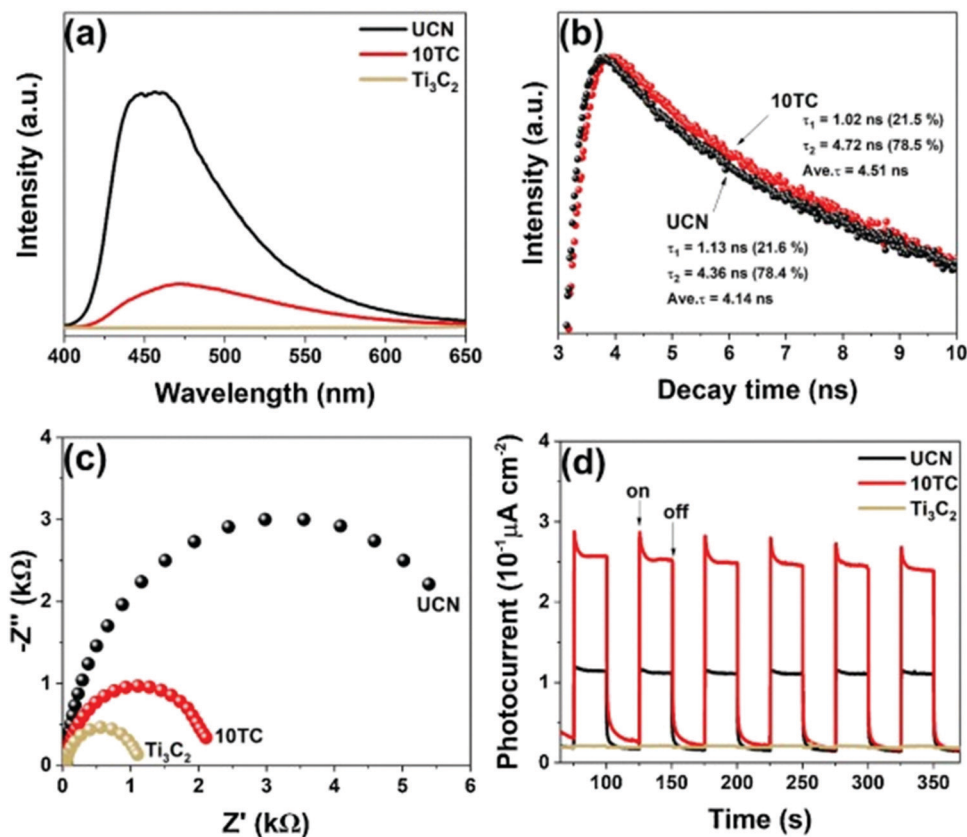 (a)
UCN
10TC
Ti₃C₂
Intensity (a.u.)
400 450 500 550 600 650
Wavelength (nm)
(b)
10TC
τ₁ = 1.02 ns (21.5 %)
τ₂ = 4.72 ns (78.5 %)
Ave.τ = 4.51 ns
UCN
τ₁ = 1.13 ns (21.6 %)
τ₂ = 4.36 ns (78.4 %)
Ave.τ = 4.14 ns
Intensity (a.u.)
3 4 5 6 7 8 9 10
Decay time (ns)
(c)
4
3
2
1
0
-Z'' (kΩ)
UCN
10TC
Ti₃C₂
0 1 2 3 4 5 6
Z' (kΩ)
(d)
UCN
10TC
Ti₃C₂
on
off
4
3
2
1
0
Photocurrent (10⁻¹μA cm⁻²)
100 150 200 250 300 350
Time (s)